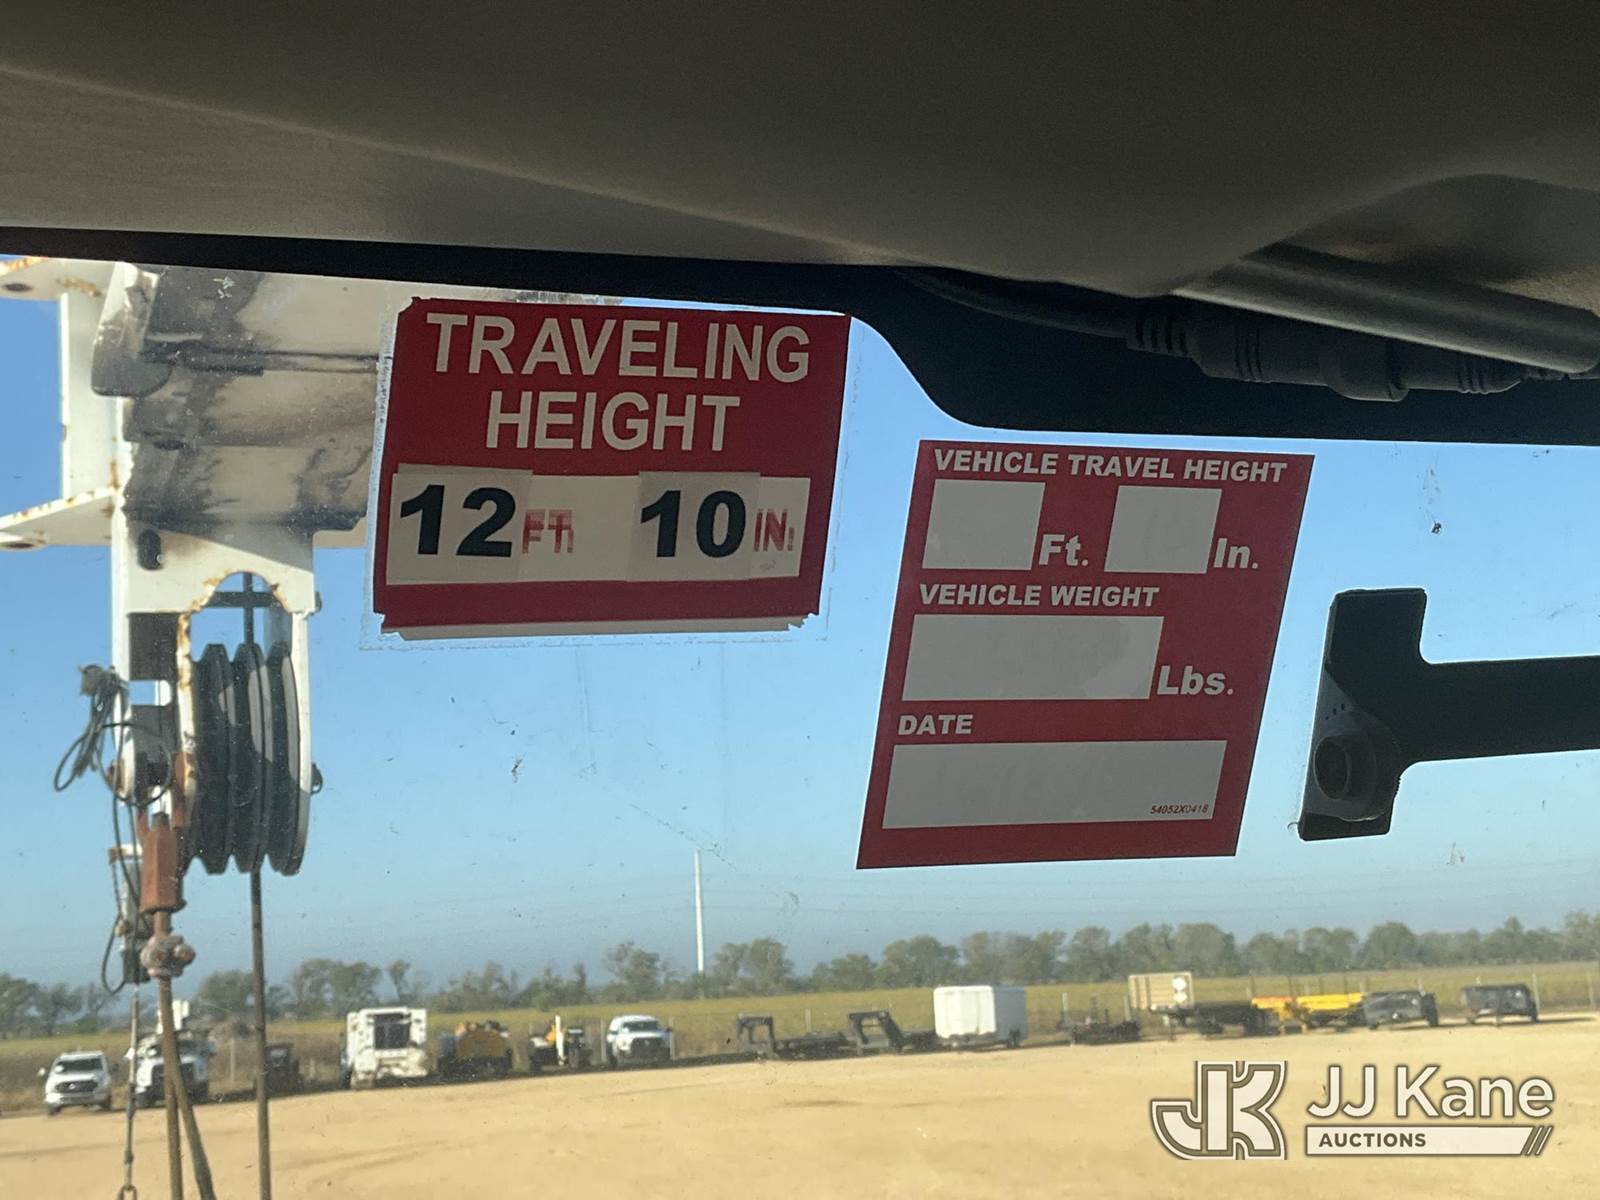 TRAVELING
HEIGHT
12 FT. 10 IN.
VEHICLE TRAVEL HEIGHT
Ft. In.
VEHICLE WEIGHT
Lbs.
DATE
54052X0418
JK JJ Kane
AUCTIONS